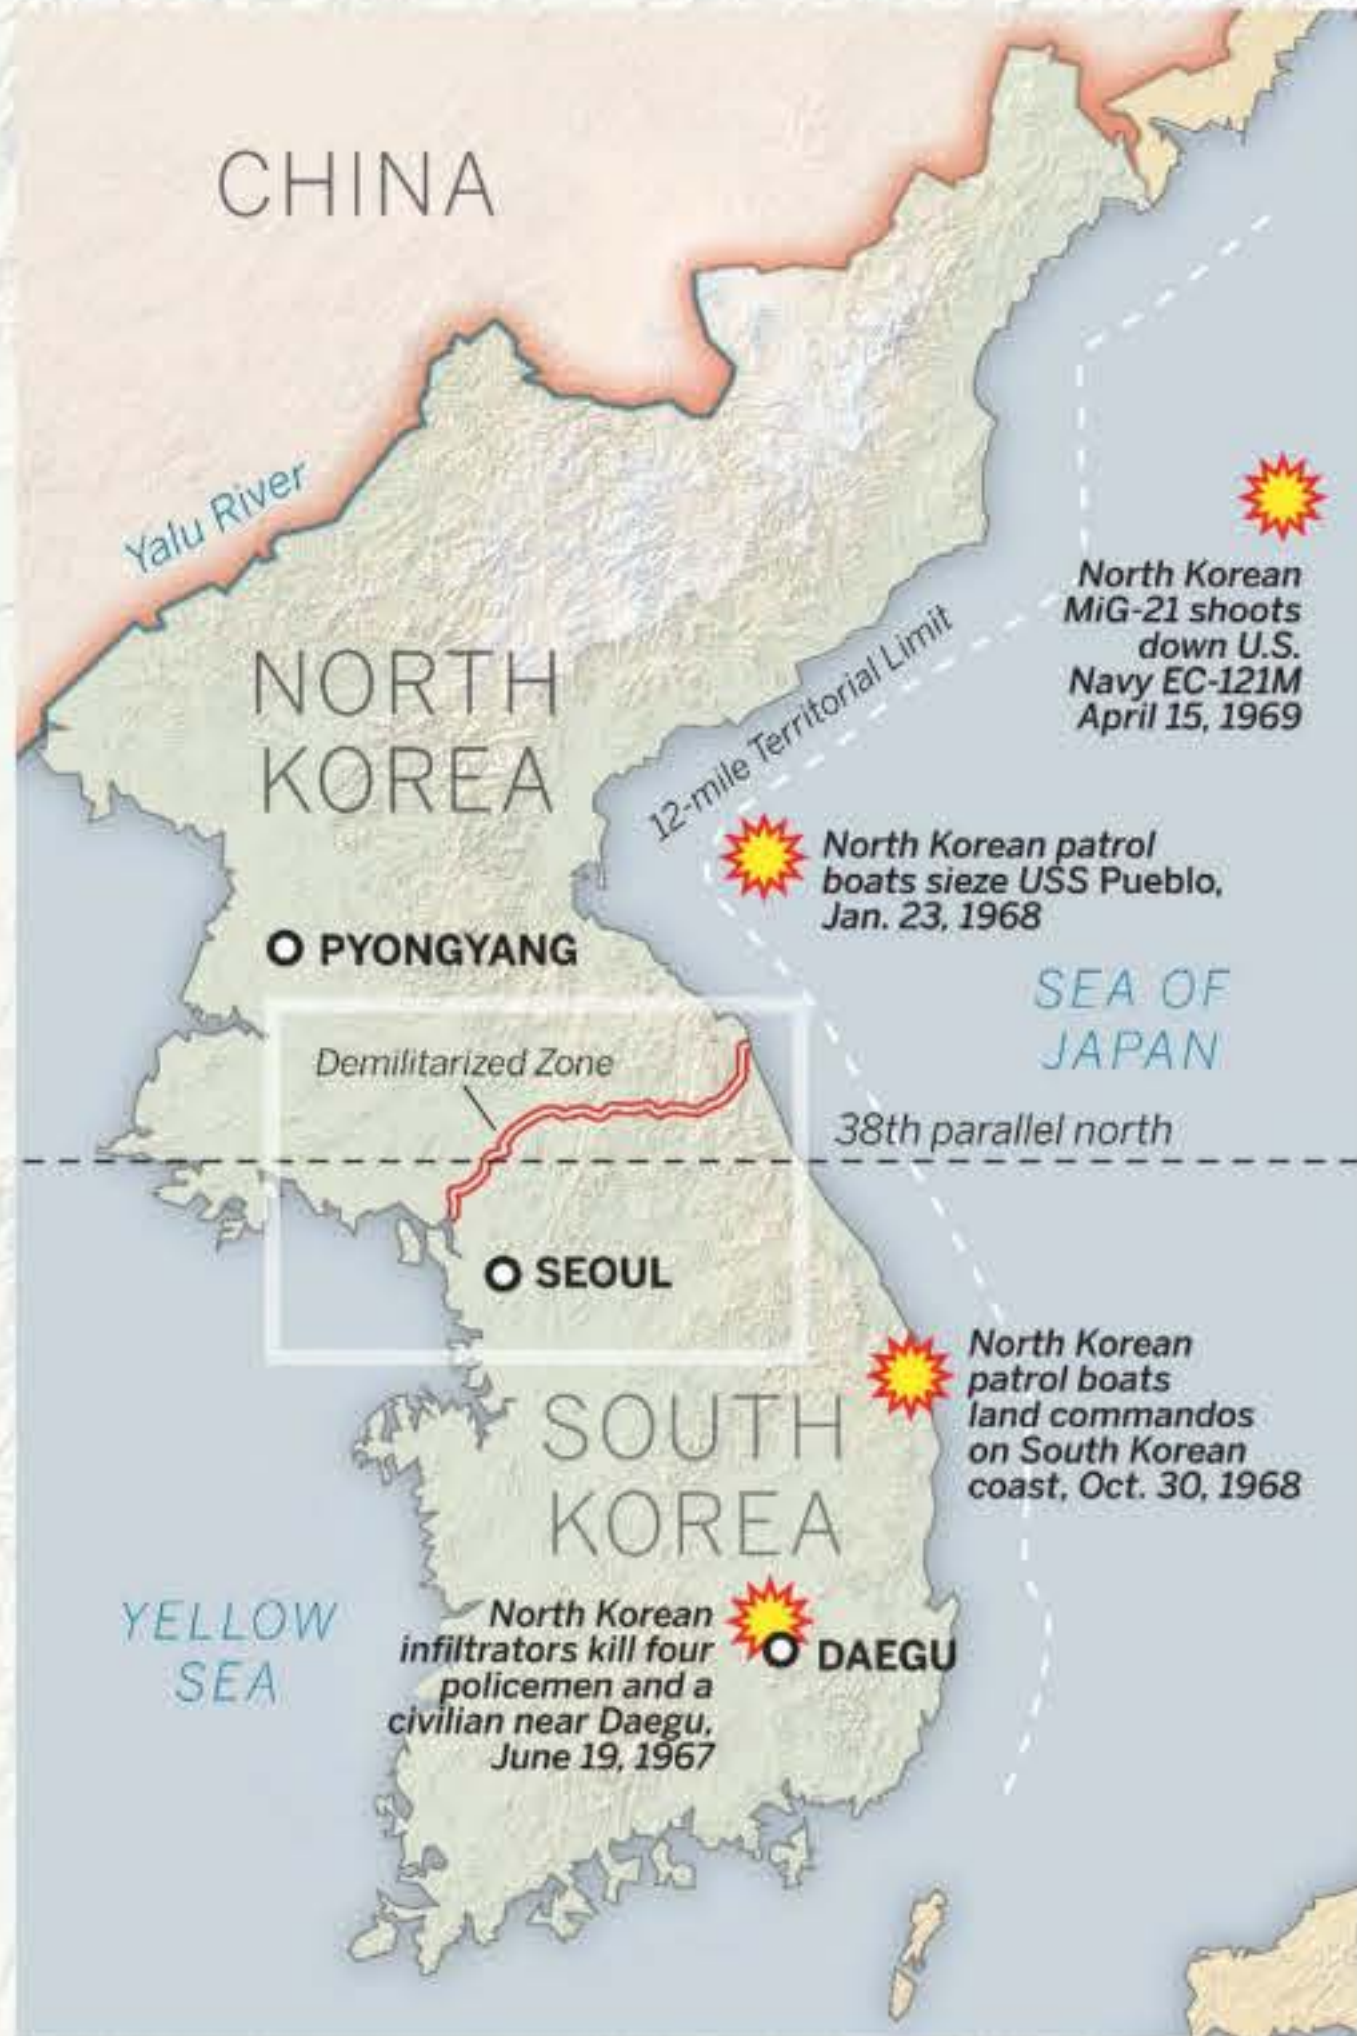 CHINA
Yalu River
NORTH
KOREA
North Korean
MiG-21 shoots
down U.S.
Navy EC-121M
April 15, 1969
12-mile Territorial Limit
North Korean patrol
boats sieze USS Pueblo,
Jan. 23, 1968
PYONGYANG
SEA OF
JAPAN
Demilitarized Zone
38th parallel north
SEOUL
North Korean
patrol boats
land commandos
on South Korean
coast, Oct. 30, 1968
SOUTH
KOREA
YELLOW
SEA
North Korean
infiltrators kill four
policemen and a
civilian near Daegu,
June 19, 1967
DAEGU